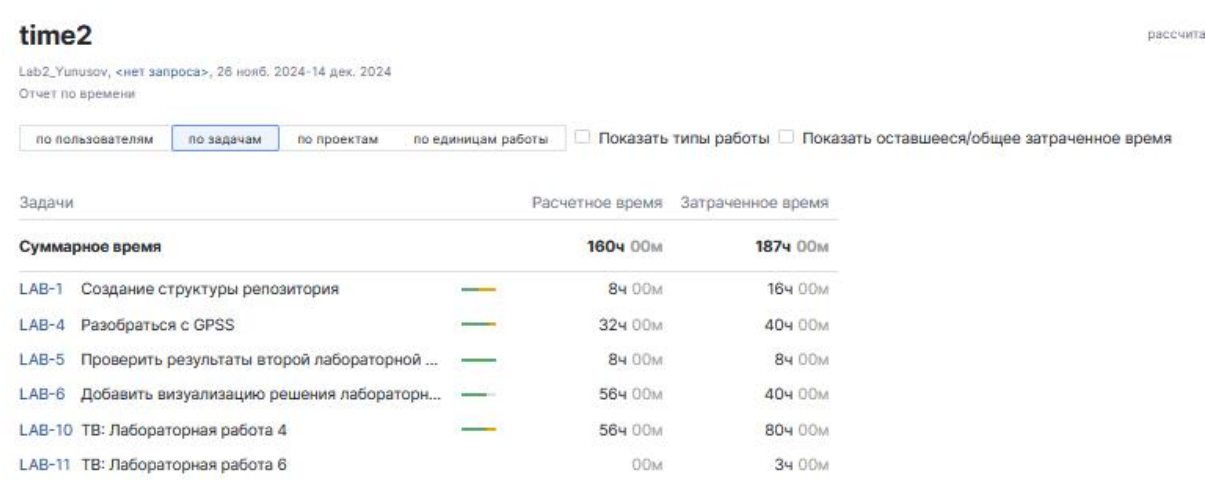 time2
рассчита
Lab2_Yunusov, <нет запроса>, 26 нояб. 2024-14 дек. 2024
Отчет по времени
по пользователям по задачам по проектам по единицам работы Показать типы работы Показать оставшееся/общее затраченное время
Задачи Расчетное время Затраченное время
Суммарное время 160ч 00м 187ч 00м
LAB-1 Создание структуры репозитория 8ч 00м 16ч 00м
LAB-4 Разобраться с GPSS 32ч 00м 40ч 00м
LAB-5 Проверить результаты второй лабораторной ... 8ч 00м 8ч 00м
LAB-6 Добавить визуализацию решения лабораторн... 56ч 00м 40ч 00м
LAB-10 ТВ: Лабораторная работа 4 56ч 00м 80ч 00м
LAB-11 ТВ: Лабораторная работа 6 00м 3ч 00м